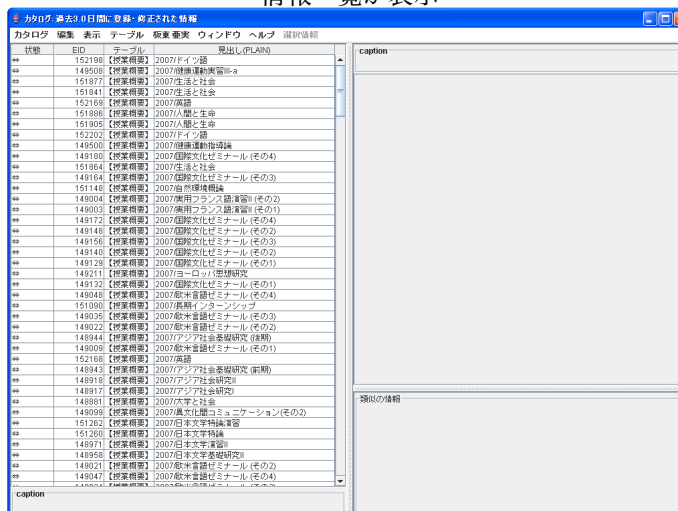 情報一覧が表示
カタログ:過去3.0日間に登録・修正された情報
カタログ 編集 表示 テーブル 板東亜実 ウィンドウ ヘルプ 選択情報
状態 EID テーブル 見出し(PLAIN)
⇔ 152198 【授業概要】 2007/ドイツ語
⇔ 149508 【授業概要】 2007/健康運動実習III-a
⇔ 151877 【授業概要】 2007/生活と社会
⇔ 151841 【授業概要】 2007/生活と社会
⇔ 152169 【授業概要】 2007/英語
⇔ 151886 【授業概要】 2007/人間と生命
⇔ 151905 【授業概要】 2007/人間と生命
⇔ 152202 【授業概要】 2007/ドイツ語
⇔ 149500 【授業概要】 2007/健康運動指導論
⇔ 149180 【授業概要】 2007/国際文化ゼミナール (その4)
⇔ 151864 【授業概要】 2007/生活と社会
⇔ 149164 【授業概要】 2007/国際文化ゼミナール (その3)
⇔ 151148 【授業概要】 2007/自然環境概論
⇔ 149004 【授業概要】 2007/実用フランス語演習II (その2)
⇔ 149003 【授業概要】 2007/実用フランス語演習II (その1)
⇔ 149172 【授業概要】 2007/国際文化ゼミナール (その4)
⇔ 149148 【授業概要】 2007/国際文化ゼミナール (その2)
⇔ 149156 【授業概要】 2007/国際文化ゼミナール (その3)
⇔ 149140 【授業概要】 2007/国際文化ゼミナール (その2)
⇔ 149129 【授業概要】 2007/国際文化ゼミナール (その1)
⇔ 149211 【授業概要】 2007/ヨーロッパ思想研究
⇔ 149132 【授業概要】 2007/国際文化ゼミナール (その1)
⇔ 149048 【授業概要】 2007/欧米言語ゼミナール (その4)
⇔ 151090 【授業概要】 2007/長期インターンシップ
⇔ 149035 【授業概要】 2007/欧米言語ゼミナール (その3)
⇔ 149022 【授業概要】 2007/欧米言語ゼミナール (その2)
⇔ 148944 【授業概要】 2007/アジア社会基礎研究 (後期)
⇔ 149009 【授業概要】 2007/欧米言語ゼミナール (その1)
⇔ 152168 【授業概要】 2007/英語
⇔ 148943 【授業概要】 2007/アジア社会基礎研究 (前期)
⇔ 148918 【授業概要】 2007/アジア社会研究II
⇔ 148917 【授業概要】 2007/アジア社会研究I
⇔ 148881 【授業概要】 2007/大学と社会
⇔ 149099 【授業概要】 2007/異文化間コミュニケーション(その2)
⇔ 151262 【授業概要】 2007/日本文学特論演習
⇔ 151260 【授業概要】 2007/日本文学特論
⇔ 148971 【授業概要】 2007/日本文学演習II
⇔ 148958 【授業概要】 2007/日本文学基礎研究II
⇔ 149021 【授業概要】 2007/欧米言語ゼミナール (その2)
⇔ 149047 【授業概要】 2007/欧米言語ゼミナール (その4)
caption
caption
類似の情報